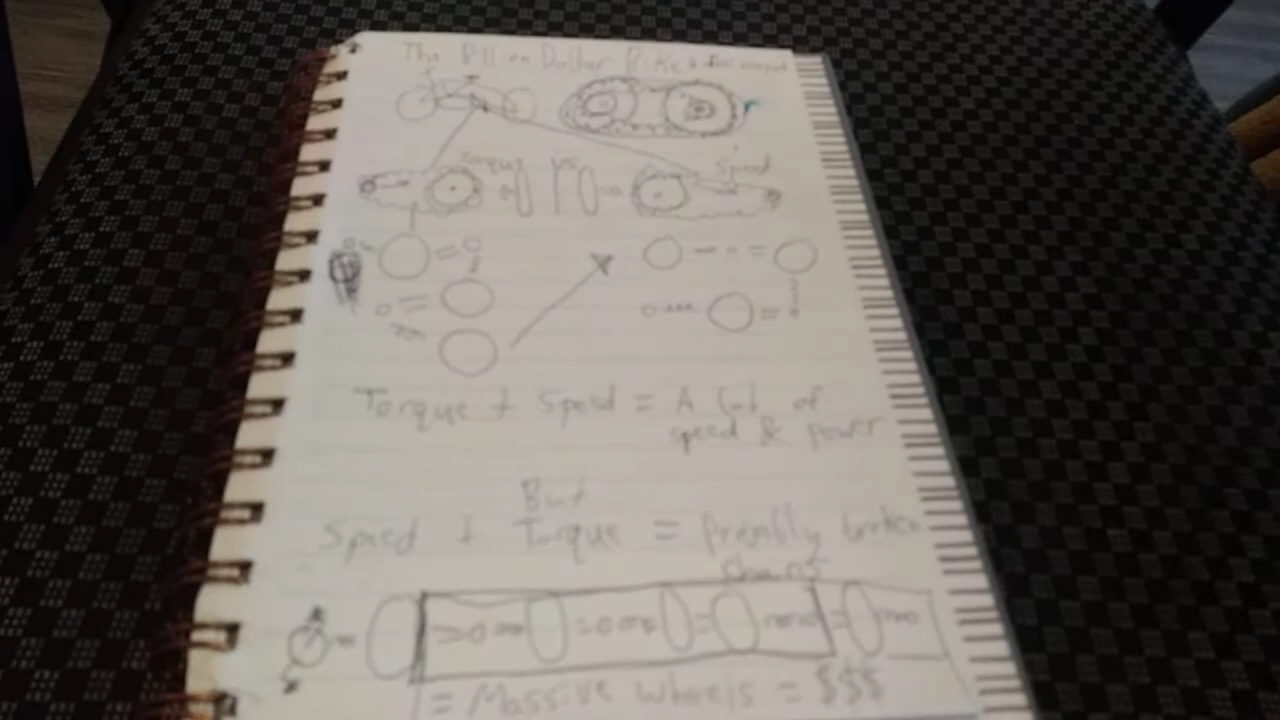 The Billion Dollar Bike
Torque VS Speed
Torque + Speed = A lot of
speed & power
But
Speed + Torque = broken
chains
= Massive wheels = $$$